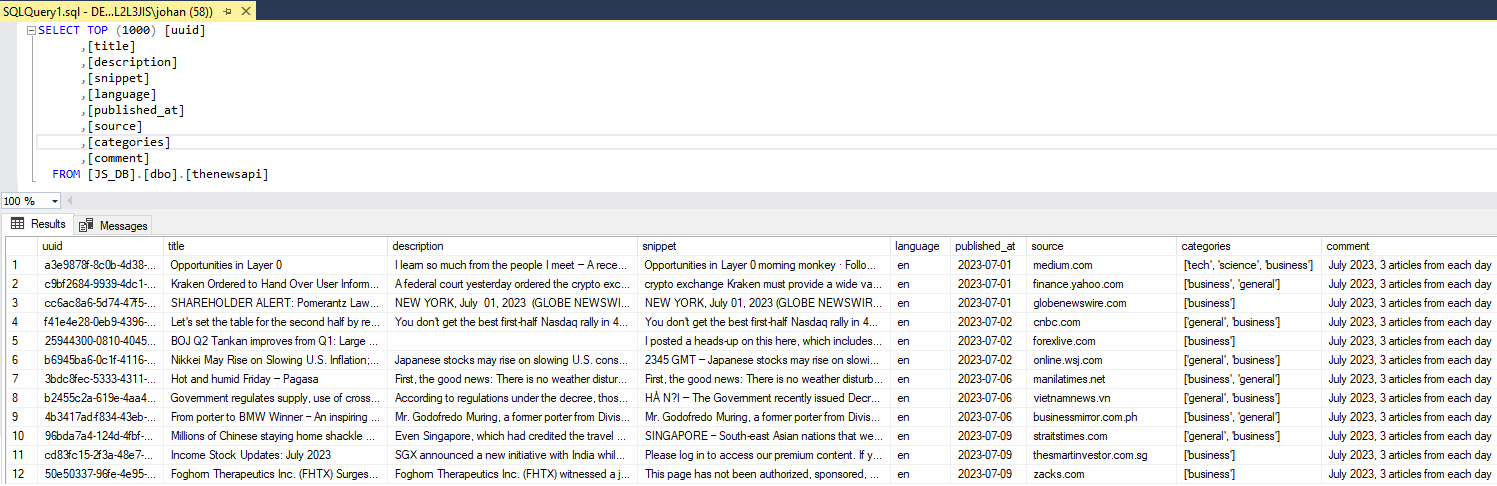 SQLQuery1.sql - DE...L2L3JIS\johan (58))
SELECT TOP (1000) [uuid]
,[title]
,[description]
,[snippet]
,[language]
,[published_at]
,[source]
,[categories]
,[comment]
FROM [JS_DB].[dbo].[thenewsapi]
100 %
Results Messages
uuid title description snippet language published_at source categories comment
1 a3e9878f-8c0b-4d38-... Opportunities in Layer 0 I learn so much from the people I meet – A rece... Opportunities in Layer 0 morning monkey · Follo... en 2023-07-01 medium.com ['tech', 'science', 'business'] July 2023, 3 articles from each day
2 c9bf2684-9939-4dc1-... Kraken Ordered to Hand Over User Inform... A federal court yesterday ordered the crypto exc... crypto exchange Kraken must provide a wide va... en 2023-07-01 finance.yahoo.com ['business', 'general'] July 2023, 3 articles from each day
3 cc6ac8a6-5d74-47f5-... SHAREHOLDER ALERT: Pomerantz Law... NEW YORK, July 01, 2023 (GLOBE NEWSWI... NEW YORK, July 01, 2023 (GLOBE NEWSWIR... en 2023-07-01 globenewswire.com ['business'] July 2023, 3 articles from each day
4 f41e4e28-0eb9-4396-... Let's set the table for the second half by re... You don't get the best first-half Nasdaq rally in 4... You don't get the best first-half Nasdaq rally in 4... en 2023-07-02 cnbc.com ['general', 'business'] July 2023, 3 articles from each day
5 25944300-0810-4045... BOJ Q2 Tankan improves from Q1: Large ... I posted a heads-up on this here, which includes... en 2023-07-02 forexlive.com ['business'] July 2023, 3 articles from each day
6 b6945ba6-0c1f-4116-... Nikkei May Rise on Slowing U.S. Inflation;... Japanese stocks may rise on slowing U.S. cons... 2345 GMT – Japanese stocks may rise on slowi... en 2023-07-02 online.wsj.com ['general', 'business'] July 2023, 3 articles from each day
7 3bdc8fec-5333-4311-... Hot and humid Friday – Pagasa First, the good news: There is no weather distur... First, the good news: There is no weather disturb... en 2023-07-06 manilatimes.net ['business', 'general'] July 2023, 3 articles from each day
8 b2455c2a-619e-4aa4... Government regulates supply, use of cross... According to regulations under the decree, thos... HÀ N?I – The Government recently issued Decr... en 2023-07-06 vietnamnews.vn ['business', 'general'] July 2023, 3 articles from each day
9 4b3417ad-f834-43eb-... From porter to BMW Winner – An inspiring ... Mr. Godofredo Muring, a former porter from Divis... Mr. Godofredo Muring, a former porter from Divis... en 2023-07-06 businessmirror.com.ph ['business', 'general'] July 2023, 3 articles from each day
10 96bda7a4-124d-4fbf-... Millions of Chinese staying home shackle ... Even Singapore, which had credited the travel ... SINGAPORE – South-east Asian nations that we... en 2023-07-09 straitstimes.com ['general', 'business'] July 2023, 3 articles from each day
11 cd83fc15-2f3a-48e7-... Income Stock Updates: July 2023 SGX announced a new initiative with India whil... Please log in to access our premium content. If y... en 2023-07-09 thesmartinvestor.com.sg ['business'] July 2023, 3 articles from each day
12 50e50337-96fe-4e95-... Foghorn Therapeutics Inc. (FHTX) Surges... Foghorn Therapeutics Inc. (FHTX) witnessed a j... This page has not been authorized, sponsored, ... en 2023-07-09 zacks.com ['business'] July 2023, 3 articles from each day